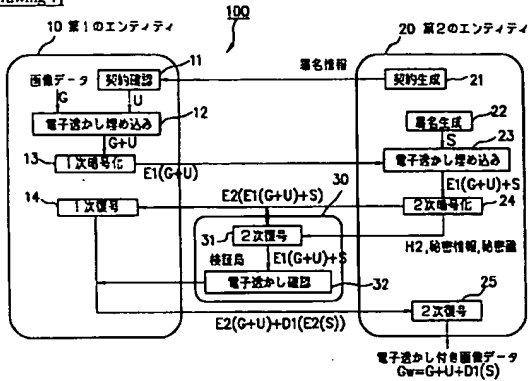 100
10 第1のエンティティ
20 第2のエンティティ
11
画像データ
契約確認
署名情報
契約生成
21
G
U
12
22
電子透かし埋め込み
署名生成
G+U
S
23
13
1次暗号化
電子透かし埋め込み
E1(G+U)
E1(G+U)+S
14
E2(E1(G+U)+S)
30
1次復号
2次暗号化
24
31
2次復号
H2,秘密情報,秘密鍵
検証局
E1(G+U)+S
電子透かし確認
32
25
2次復号
E2(G+U)+D1(E2(S))
電子透かし付き画像データ
Gw=G+U+D1(S)